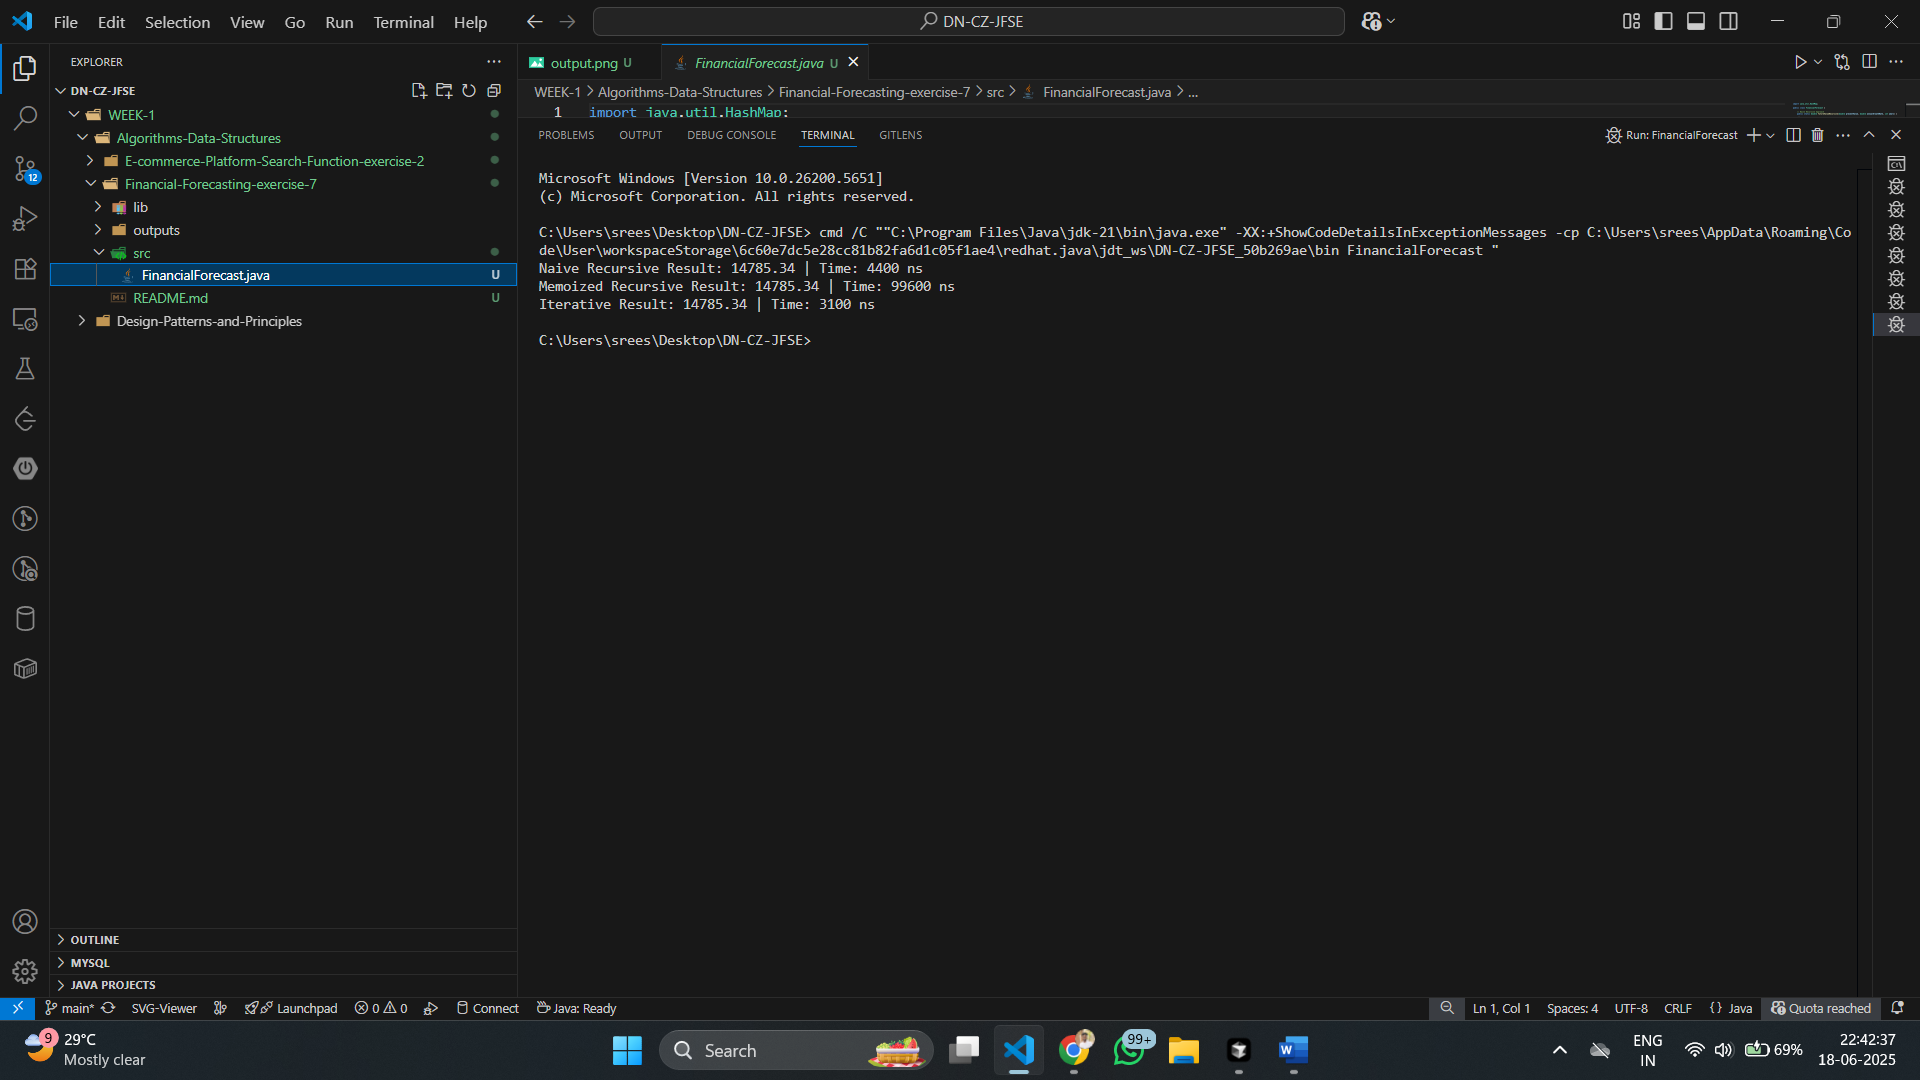 File Edit Selection View Go Run Terminal Help
DN-CZ-JFSE
EXPLORER
DN-CZ-JFSE
WEEK-1
Algorithms-Data-Structures
E-commerce-Platform-Search-Function-exercise-2
Financial-Forecasting-exercise-7
lib
outputs
src
FinancialForecast.java U
README.md U
Design-Patterns-and-Principles
OUTLINE
MYSQL
JAVA PROJECTS
12
output.png U
FinancialForecast.java U
WEEK-1 > Algorithms-Data-Structures > Financial-Forecasting-exercise-7 > src > FinancialForecast.java > ...
1 import java.util.HashMap;
PROBLEMS OUTPUT DEBUG CONSOLE TERMINAL GITLENS
Run: FinancialForecast
Microsoft Windows [Version 10.0.26200.5651]
(c) Microsoft Corporation. All rights reserved.
C:\Users\srees\Desktop\DN-CZ-JFSE> cmd /C ""C:\Program Files\Java\jdk-21\bin\java.exe" -XX:+ShowCodeDetailsInExceptionMessages -cp C:\Users\srees\AppData\Roaming\Co
de\User\workspaceStorage\6c60e7dc5e28cc81b82fa6d1c05f1ae4\redhat.java\jdt_ws\DN-CZ-JFSE_50b269ae\bin FinancialForecast "
Naive Recursive Result: 14785.34 | Time: 4400 ns
Memoized Recursive Result: 14785.34 | Time: 99600 ns
Iterative Result: 14785.34 | Time: 3100 ns
C:\Users\srees\Desktop\DN-CZ-JFSE>
main* SVG-Viewer Launchpad 0 0 Connect Java: Ready
Ln 1, Col 1 Spaces: 4 UTF-8 CRLF {} Java Quota reached
9
29°C
Mostly clear
Search
99+
ENG
IN
69%
22:42:37
18-06-2025